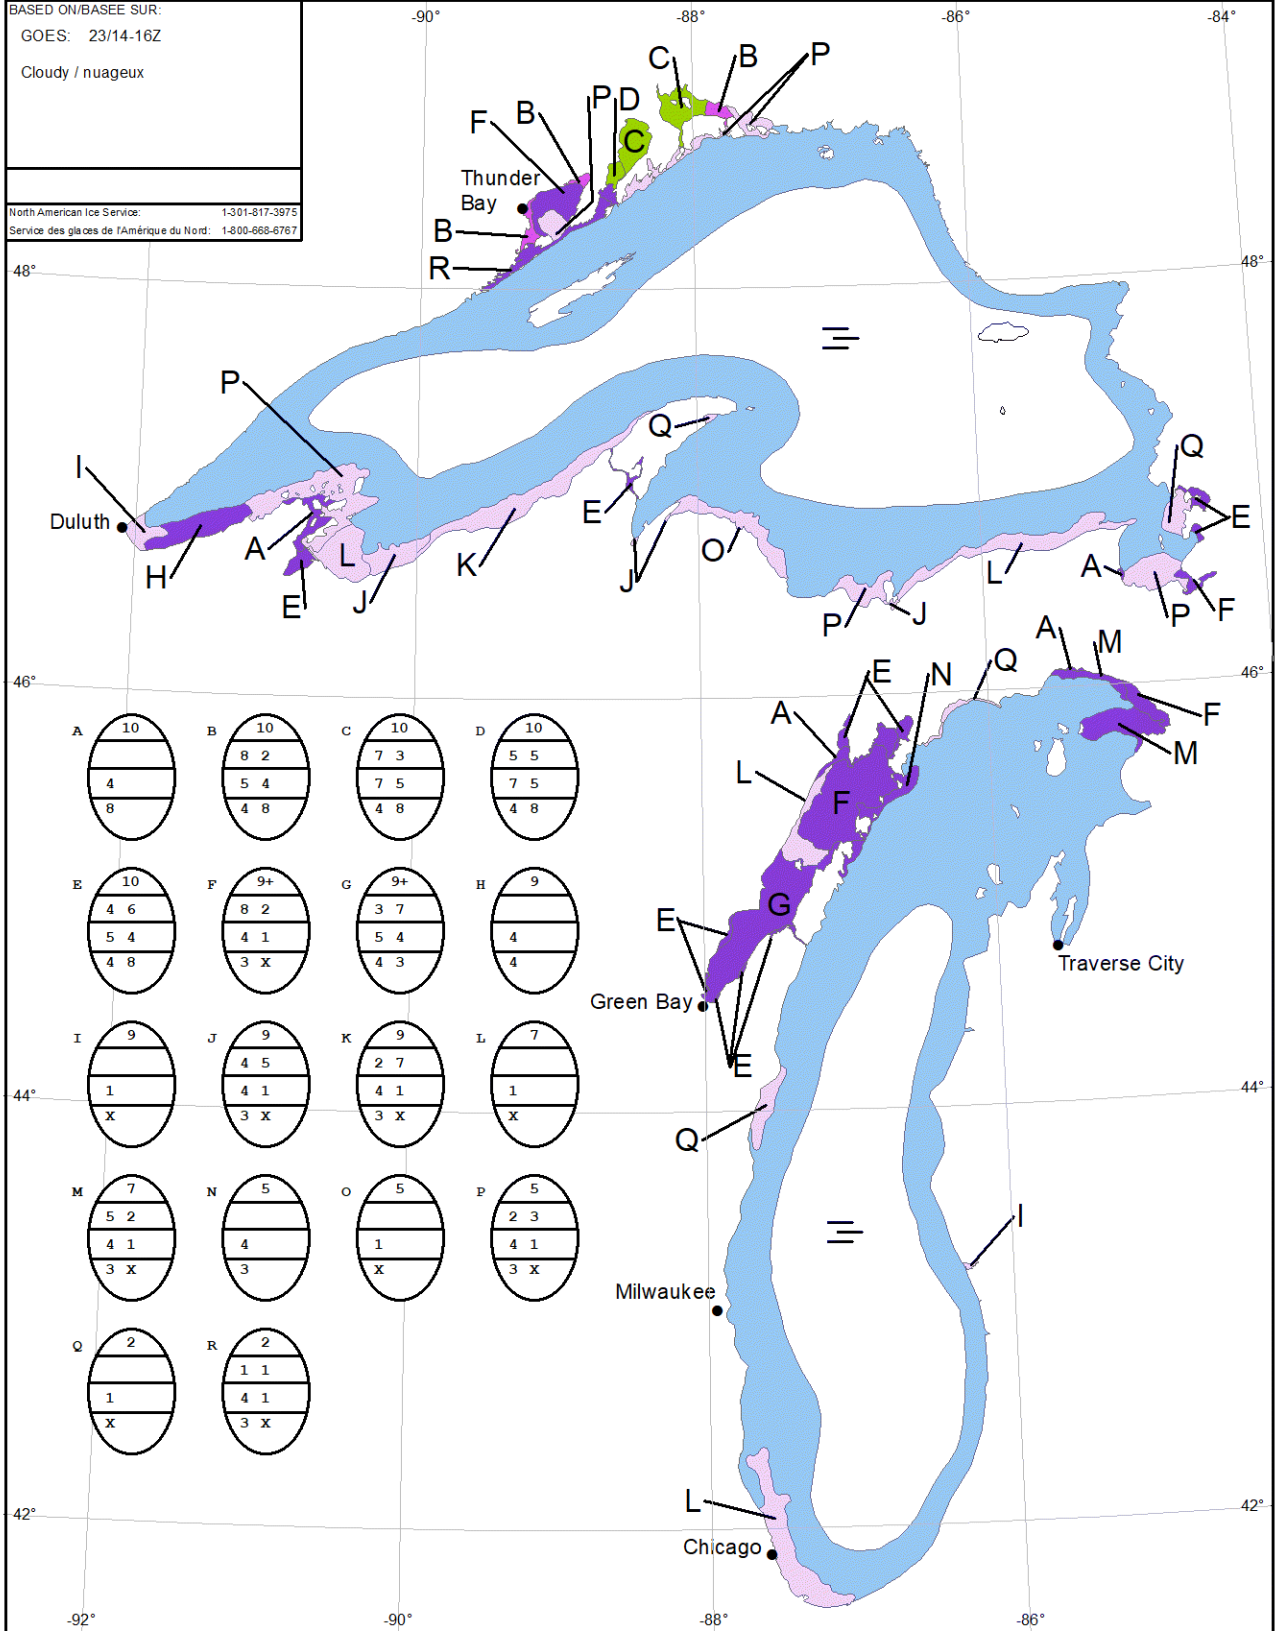 BASED ON/BASEE SUR:
GOES: 23/14-16Z
Cloudy / nuageux
North American Ice Service: 1-301-817-3975
Service des glaces de l'Amérique du Nord: 1-800-668-6767
-90° -88° -86° -84°
C B P
P D
B
F
C
Thunder
Bay
B
R
48° 48°
P
Q
Q
I
E
E
Duluth
A
O
H
L
K
J
L
A
E
J
J
P
J
P
F
A
M
E
N
Q
46° 46°
A
F
M
L
F
G
E
Traverse City
Green Bay
E
44° 44°
Q
I
Milwaukee
L
Chicago
42° 42°
-92° -90° -88° -86°
A 10
4
8
B 10
8 2
5 4
4 8
C 10
7 3
7 5
4 8
D 10
5 5
7 5
4 8
E 10
4 6
5 4
4 8
F 9+
8 2
4 1
3 X
G 9+
3 7
5 4
4 3
H 9
4
4
I 9
1
X
J 9
4 5
4 1
3 X
K 9
2 7
4 1
3 X
L 7
1
X
M 7
5 2
4 1
3 X
N 5
4
3
O 5
1
X
P 5
2 3
4 1
3 X
Q 2
1
X
R 2
1 1
4 1
3 X